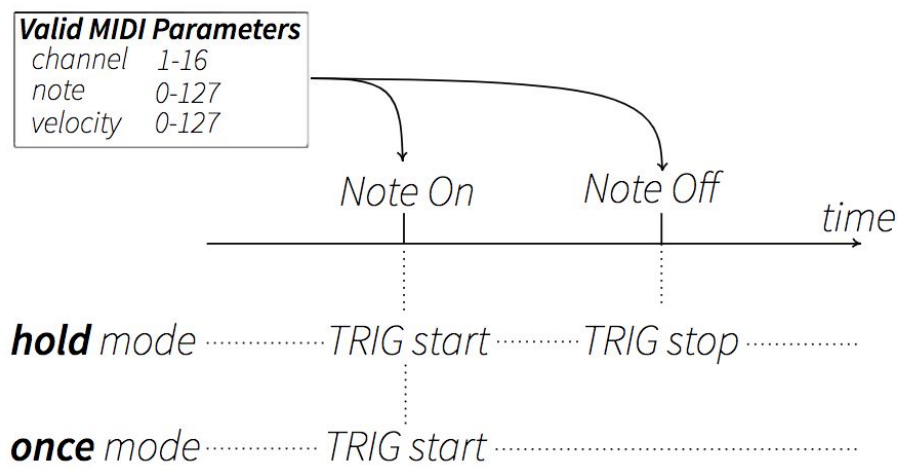 Valid MIDI Parameters
channel 1-16
note 0-127
velocity 0-127
Note On Note Off
time
hold mode TRIG start TRIG stop
once mode TRIG start